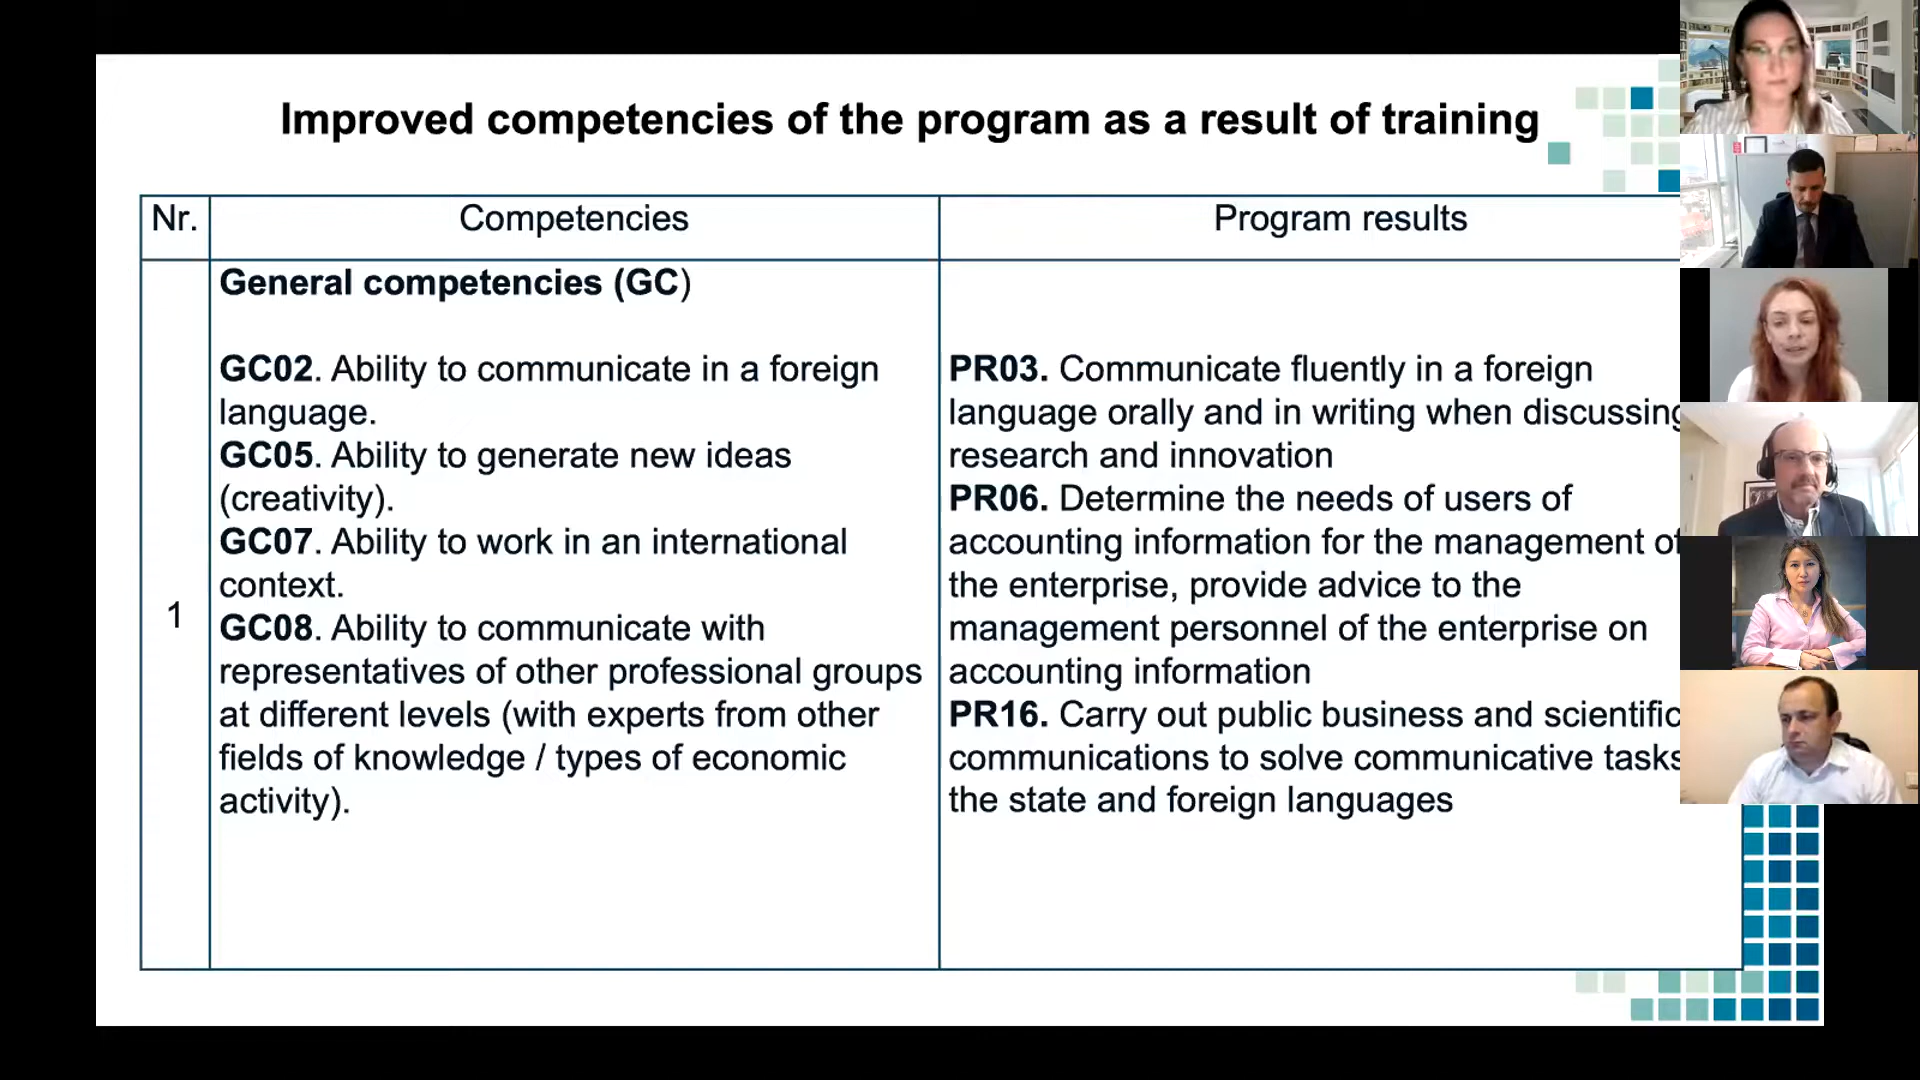 Improved competencies of the program as a result of training
Nr.
Competencies
Program results
1
General competencies (GC)
GC02. Ability to communicate in a foreign
language.
GC05. Ability to generate new ideas
(creativity).
GC07. Ability to work in an international
context.
GC08. Ability to communicate with
representatives of other professional groups
at different levels (with experts from other
fields of knowledge / types of economic
activity).
PR03. Communicate fluently in a foreign
language orally and in writing when discussing
research and innovation
PR06. Determine the needs of users of
accounting information for the management of
the enterprise, provide advice to the
management personnel of the enterprise on
accounting information
PR16. Carry out public business and scientific
communications to solve communicative tasks
the state and foreign languages